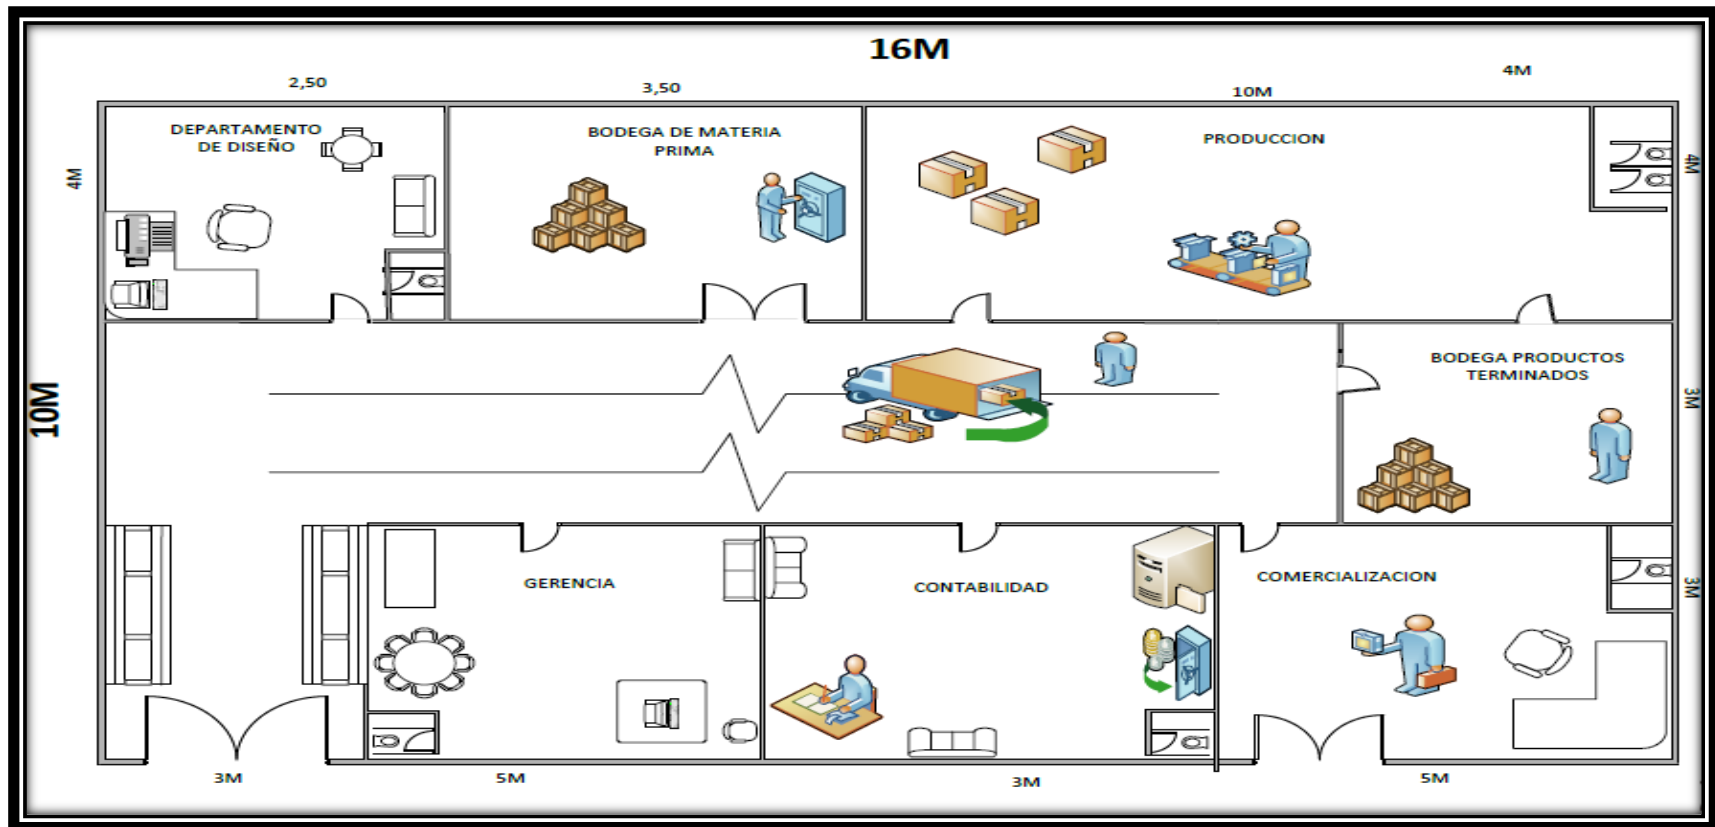 16M
2,50
3,50
10M
4M
DEPARTAMENTO
DE DISEÑO
BODEGA DE MATERIA
PRIMA
PRODUCCION
4M
4M
10M
BODEGA PRODUCTOS
TERMINADOS
3M
GERENCIA
CONTABILIDAD
COMERCIALIZACION
3M
3M
5M
3M
5M